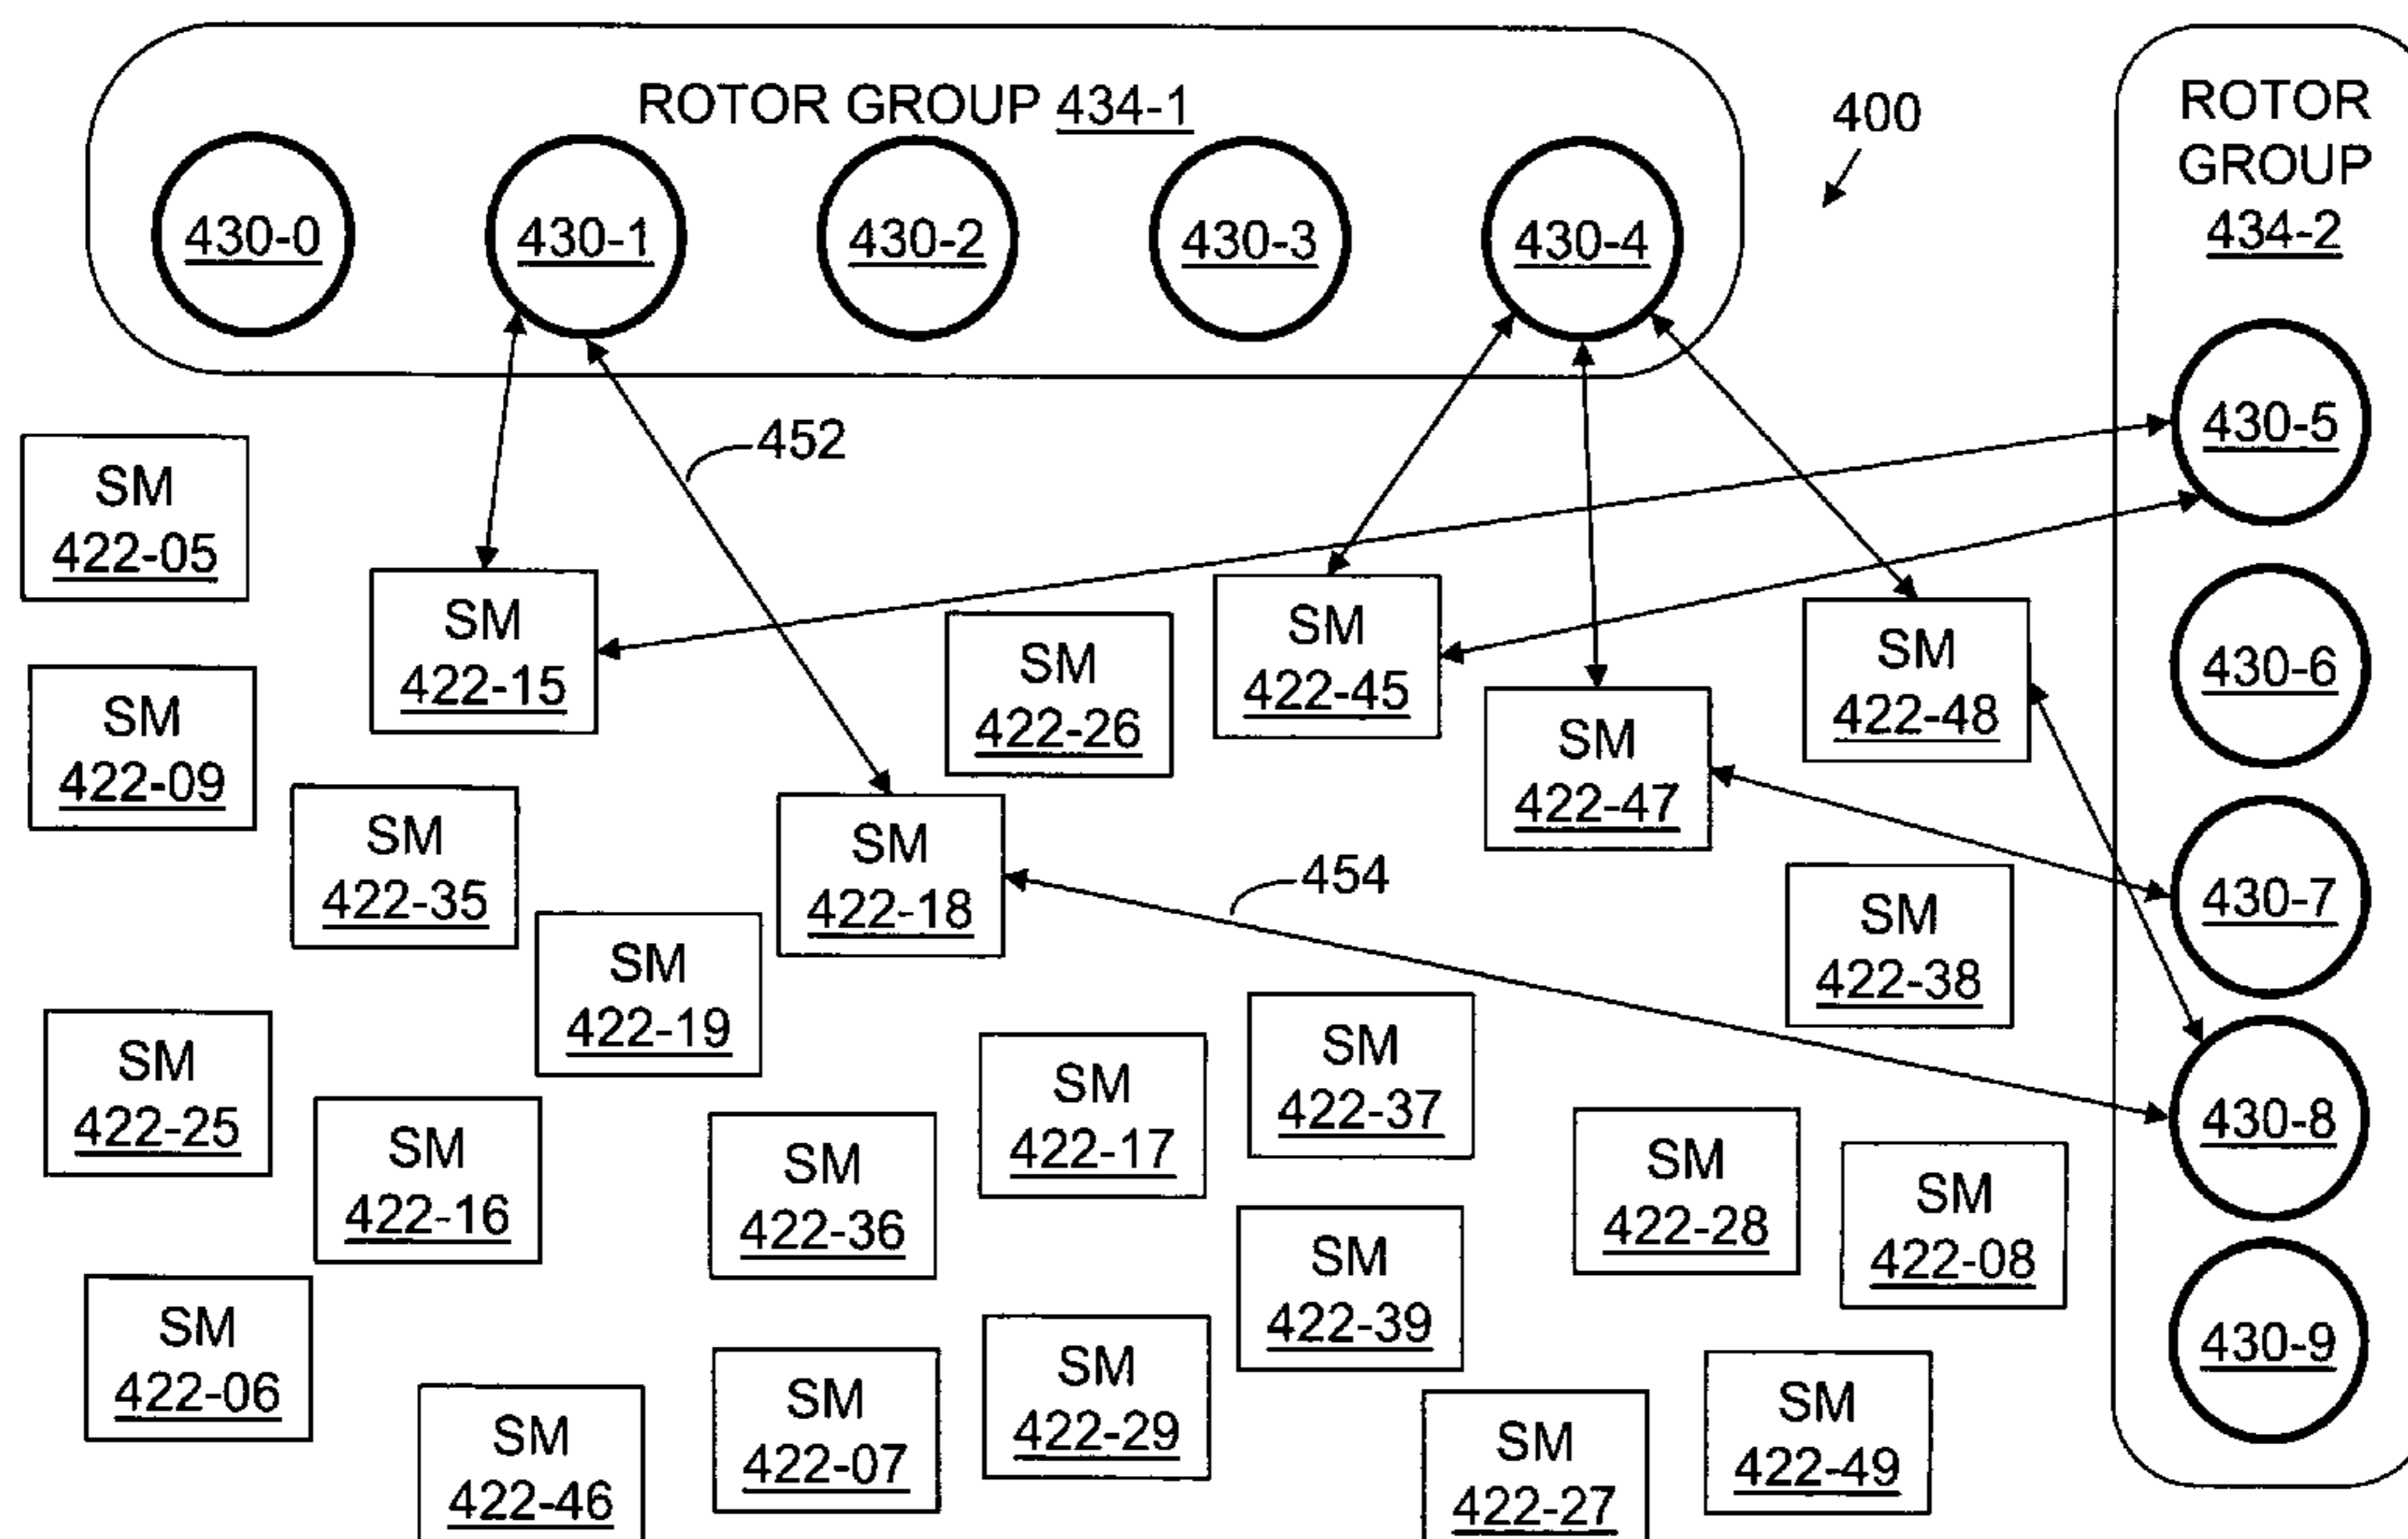 ROTOR GROUP 434-1
430-0
430-1
430-2
430-3
430-4
400
ROTOR
GROUP
434-2
430-5
430-6
430-7
430-8
430-9
452
454
SM
422-05
SM
422-15
SM
422-26
SM
422-45
SM
422-48
SM
422-09
SM
422-47
SM
422-35
SM
422-18
SM
422-38
SM
422-19
SM
422-25
SM
422-17
SM
422-37
SM
422-16
SM
422-36
SM
422-28
SM
422-08
SM
422-39
SM
422-06
SM
422-29
SM
422-07
SM
422-49
SM
422-46
SM
422-27